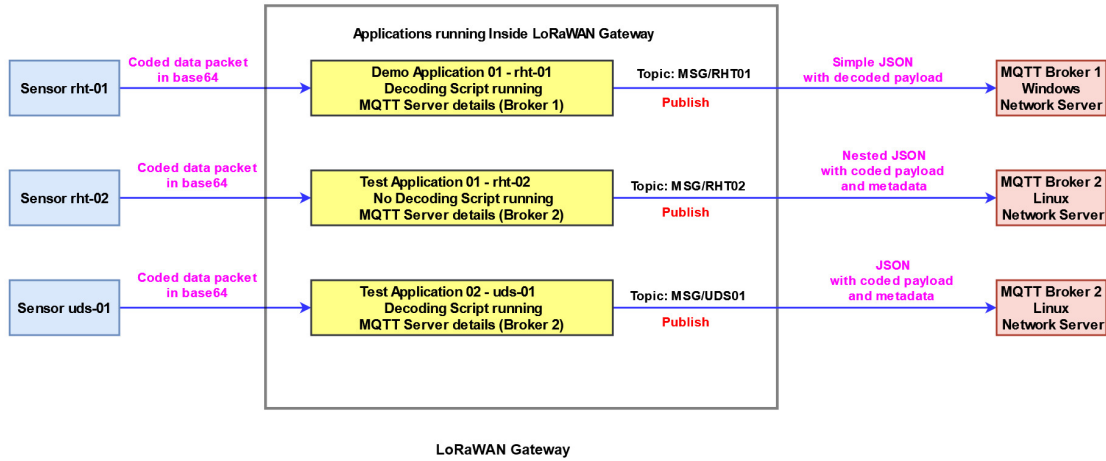 Applications running Inside LoRaWAN Gateway
Sensor rht-01
Coded data packet
in base64
Demo Application 01 - rht-01
Decoding Script running
MQTT Server details (Broker 1)
Topic: MSG/RHT01
Publish
Simple JSON
with decoded payload
MQTT Broker 1
Windows
Network Server
Sensor rht-02
Coded data packet
in base64
Test Application 01 - rht-02
No Decoding Script running
MQTT Server details (Broker 2)
Topic: MSG/RHT02
Publish
Nested JSON
with coded payload
and metadata
MQTT Broker 2
Linux
Network Server
Sensor uds-01
Coded data packet
in base64
Test Application 02 - uds-01
Decoding Script running
MQTT Server details (Broker 2)
Topic: MSG/UDS01
Publish
JSON
with coded payload
and metadata
MQTT Broker 2
Linux
Network Server
LoRaWAN Gateway